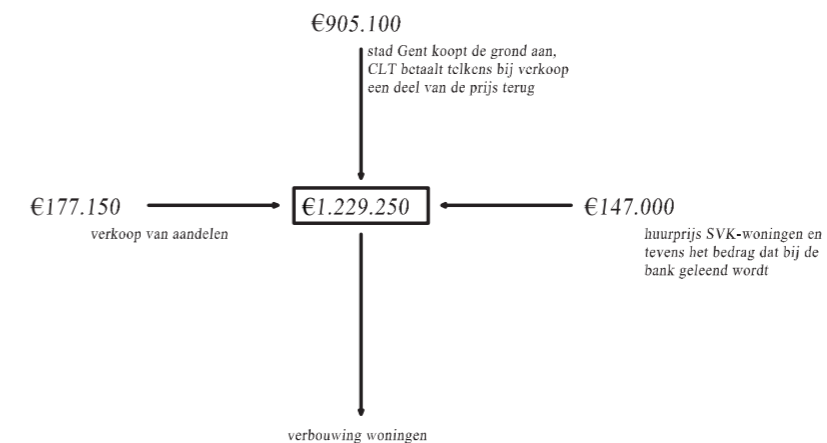 €905.100
stad Gent koopt de grond aan,
CLT betaalt telkens bij verkoop
een deel van de prijs terug
€177.150
verkoop van aandelen
€1.229.250
€147.000
huurprijs SVK-woningen en
tevens het bedrag dat bij de
bank geleend wordt
verbouwing woningen